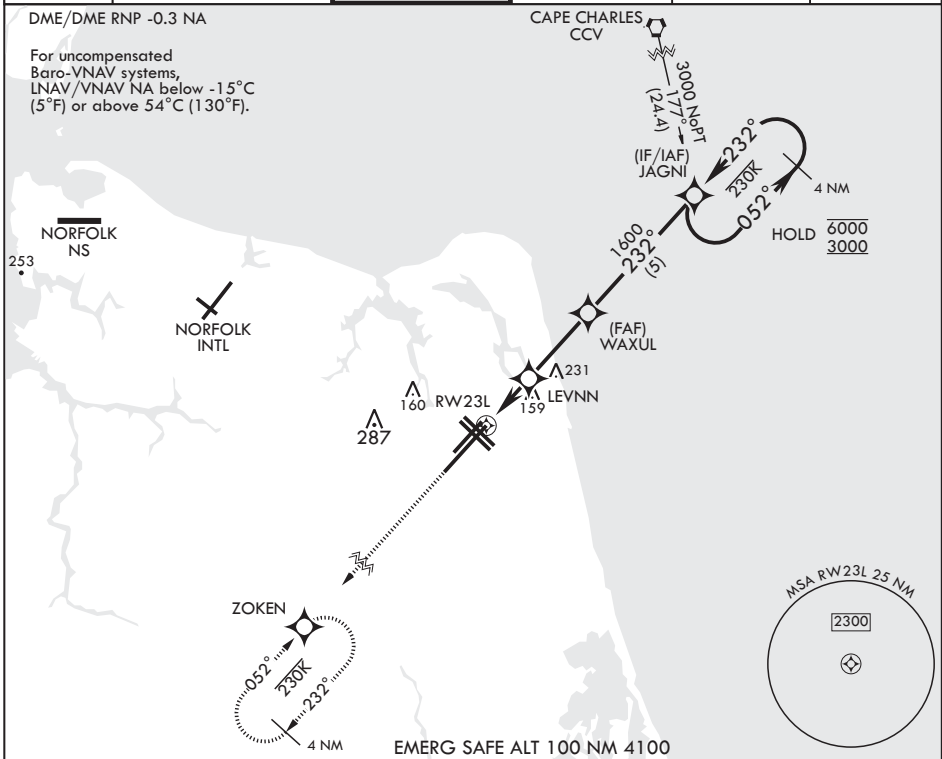 DME/DME RNP -0.3 NA
For uncompensated
Baro-VNAV systems,
LNAV/VNAV NA below -15°C
(5°F) or above 54°C (130°F).
CAPE CHARLES
CCV
3000 NoPT
177°
(24.4)
(IF/IAF)
JAGNI
232°
230K
052°
4 NM
HOLD
6000
3000
1600
232°
(5)
NORFOLK
NS
253
NORFOLK
INTL
(FAF)
WAXUL
231
LEVNN
159
160
RW23L
287
ZOKEN
052°
230K
232°
4 NM
MSA RW23L 25 NM
2300
EMERG SAFE ALT 100 NM 4100